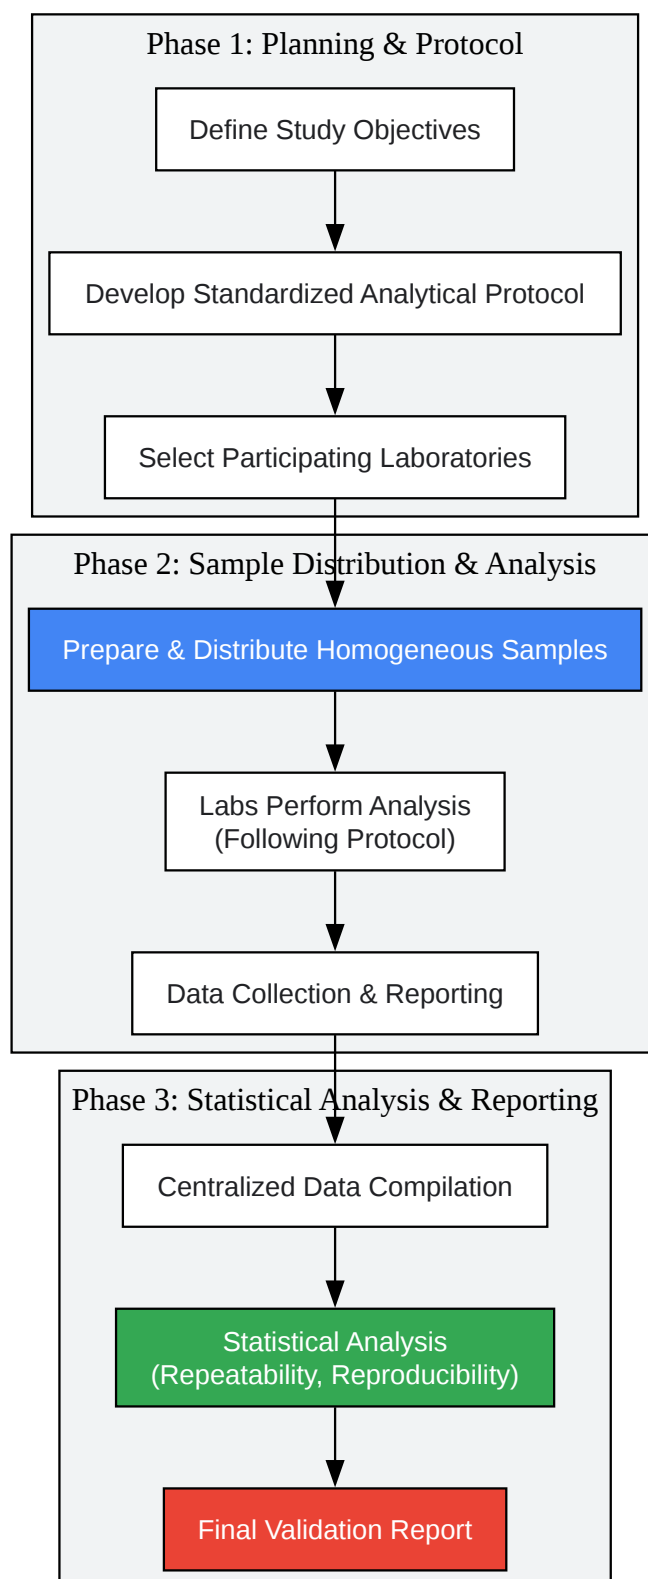 Phase 1: Planning & Protocol
Define Study Objectives
Develop Standardized Analytical Protocol
Select Participating Laboratories
Phase 2: Sample Distribution & Analysis
Prepare & Distribute Homogeneous Samples
Labs Perform Analysis
(Following Protocol)
Data Collection & Reporting
Phase 3: Statistical Analysis & Reporting
Centralized Data Compilation
Statistical Analysis
(Repeatability, Reproducibility)
Final Validation Report